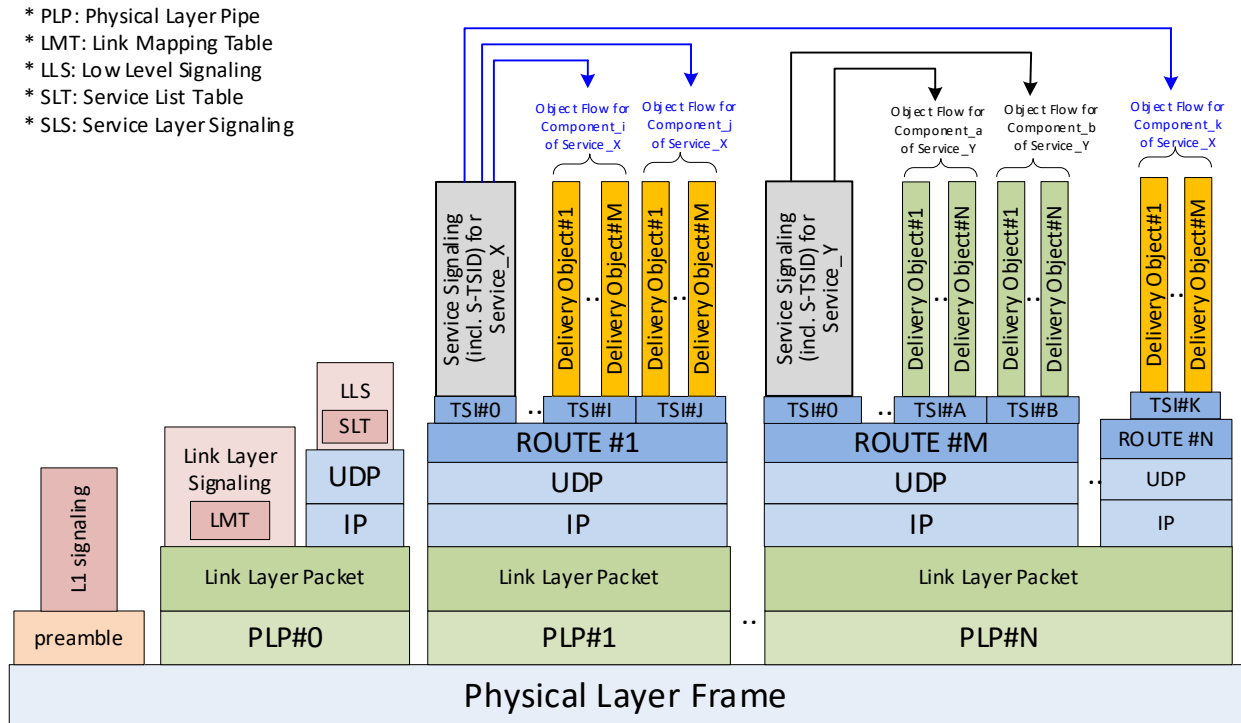 * PLP: Physical Layer Pipe
* LMT: Link Mapping Table
* LLS: Low Level Signaling
* SLT: Service List Table
* SLS: Service Layer Signaling
Object Flow for
Component_i
of Service_X
Object Flow for
Component_j
of Service_X
Object Flow for
Component_a
of Service_Y
Object Flow for
Component_b
of Service_Y
Object Flow for
Component_k
of Service_X
Service Signaling
(incl. S-TSID) for
Service_X
Delivery Object#1
..
Delivery Object#M
Delivery Object#1
..
Delivery Object#M
Service Signaling
(incl. S-TSID) for
Service_Y
Delivery Object#1
..
Delivery Object#N
Delivery Object#1
..
Delivery Object#N
Delivery Object#1
..
Delivery Object#M
TSI#0
..
TSI#I
TSI#J
TSI#0
..
TSI#A
TSI#B
TSI#K
LLS
SLT
ROUTE #1
ROUTE #M
ROUTE #N
Link Layer
Signaling
LMT
UDP
UDP
UDP
..
UDP
IP
IP
IP
IP
L1 signaling
Link Layer Packet
Link Layer Packet
Link Layer Packet
preamble
PLP#0
PLP#1
..
PLP#N
Physical Layer Frame